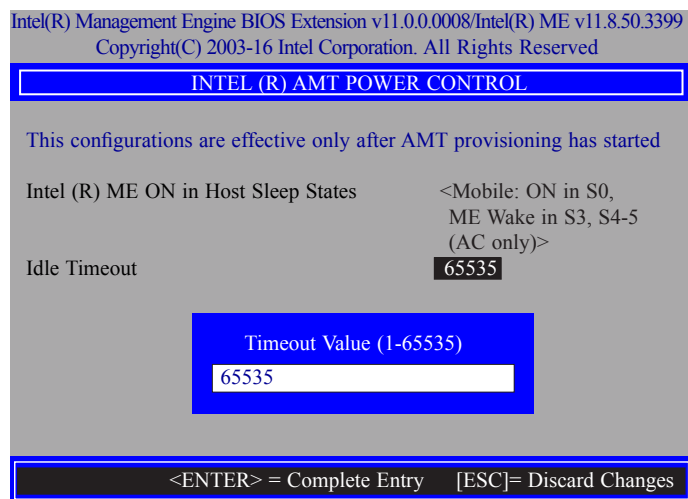 Intel(R) Management Engine BIOS Extension v11.0.0.0008/Intel(R) ME v11.8.50.3399
Copyright(C) 2003-16 Intel Corporation. All Rights Reserved
INTEL (R) AMT POWER CONTROL
This configurations are effective only after AMT provisioning has started
Intel (R) ME ON in Host Sleep States <Mobile: ON in S0,
ME Wake in S3, S4-5
(AC only)>
Idle Timeout 65535
Timeout Value (1-65535)
65535
<ENTER> = Complete Entry [ESC]= Discard Changes